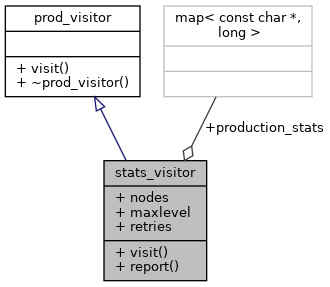 prod_visitor
+ visit()
+ ~prod_visitor()
map< const char *,
long >
+production_stats
stats_visitor
+ nodes
+ maxlevel
+ retries
+ visit()
+ report()